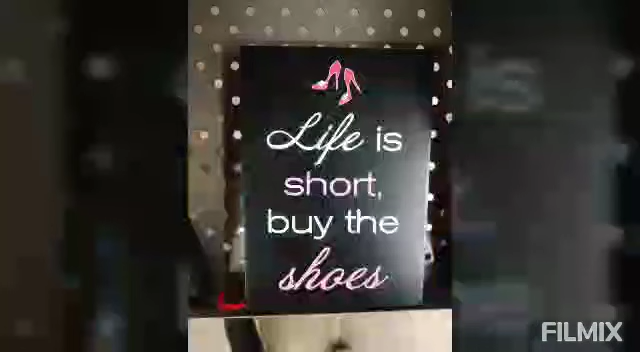 Life is
short,
buy the
shoes
FILMIX